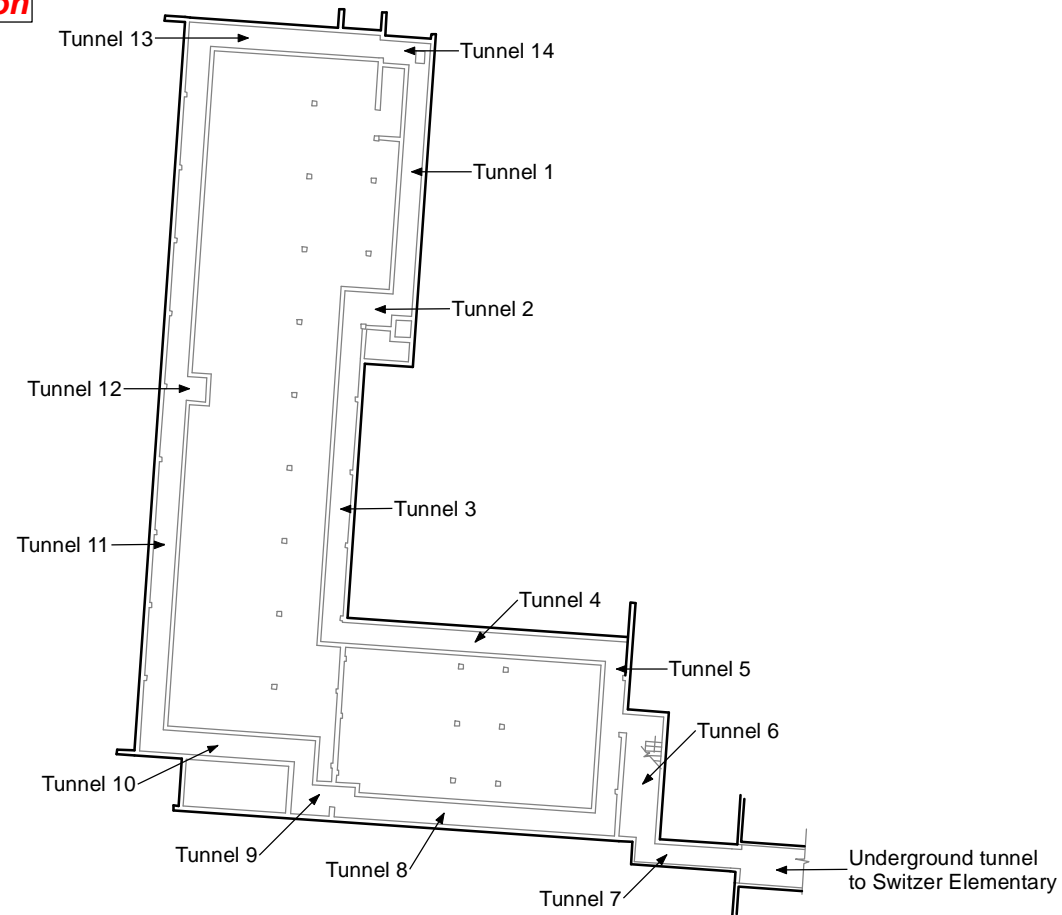 on
Tunnel 13
Tunnel 14
Tunnel 1
Tunnel 2
Tunnel 12
Tunnel 3
Tunnel 11
Tunnel 4
Tunnel 5
Tunnel 6
Tunnel 10
Tunnel 9
Tunnel 8
Tunnel 7
Underground tunnel
to Switzer Elementary